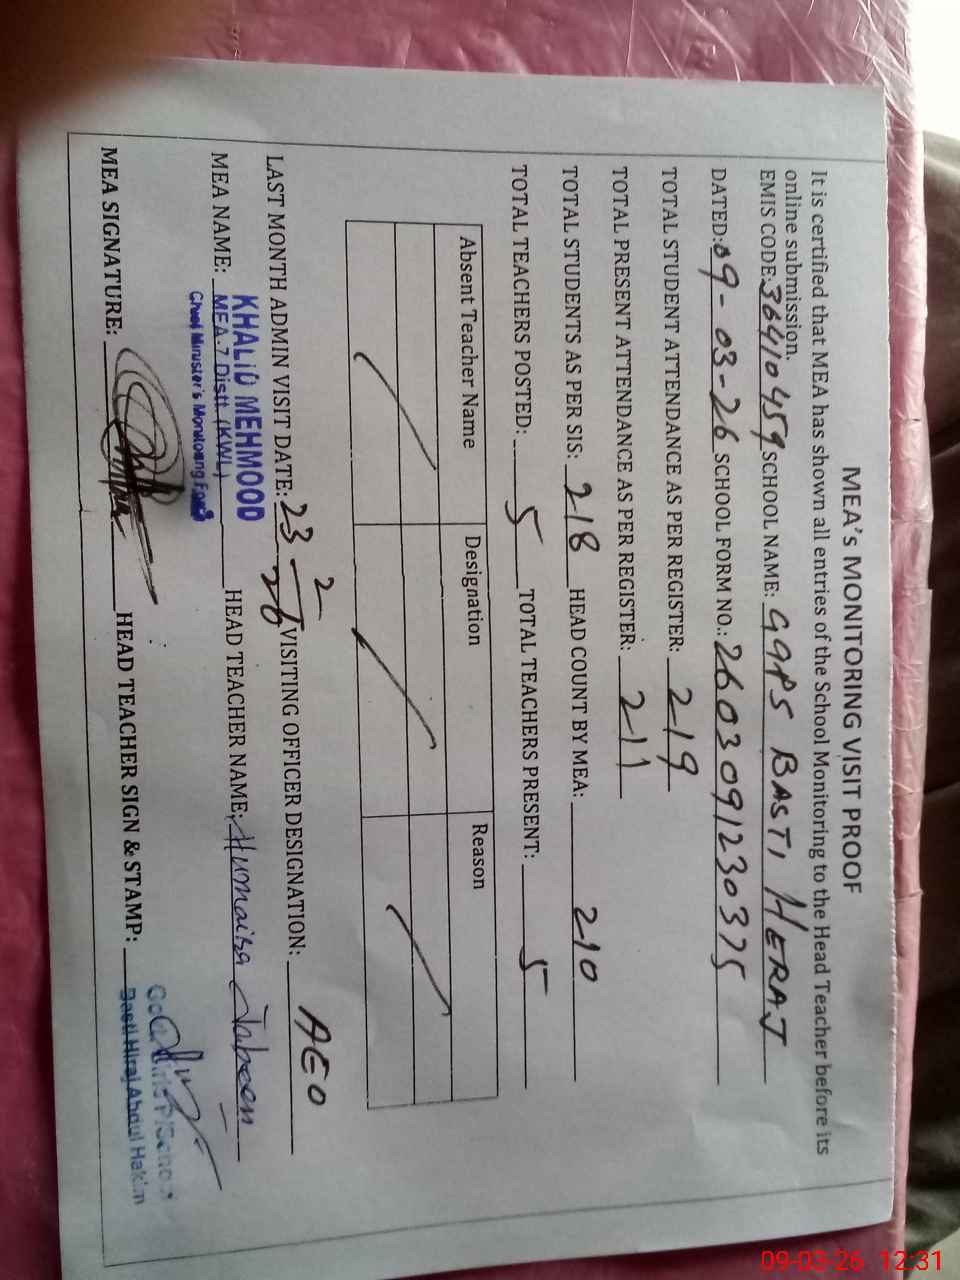 MEA's MONITORING VISIT PROOF
It is certified that MEA has shown all entries of the School Monitoring to the Head Teacher before its
online submission.
EMIS CODE: 36410459 SCHOOL NAME: GGPS BASTI HERAJ
DATED: 09-03-26 SCHOOL FORM NO.: 26030912303 75
TOTAL STUDENT ATTENDANCE AS PER REGISTER: 219
TOTAL PRESENT ATTENDANCE AS PER REGISTER: 211
TOTAL STUDENTS AS PER SIS: 218 HEAD COUNT BY MEA: 210
TOTAL TEACHERS POSTED: 5 TOTAL TEACHERS PRESENT: 5
Absent Teacher Name Designation Reason
LAST MONTH ADMIN VISIT DATE: 23-2-26 VISITING OFFICER DESIGNATION: AEO
KHALID MEHMOOD
MEA NAME: MEA.7 Distt (KWL) HEAD TEACHER NAME: Humaira Jabeen
Chief Minister's Monitoring Force
MEA SIGNATURE: HEAD TEACHER SIGN & STAMP:
Basti Hiraj Abdul Hakim
09-03-26 12:31